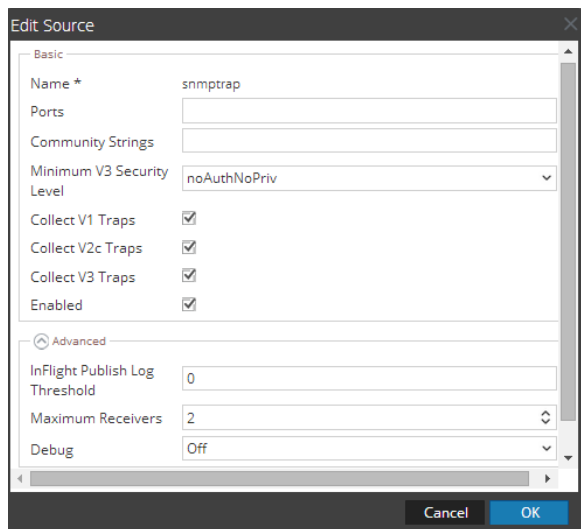 Edit Source
Basic
Name * snmptrap
Ports
Community Strings
Minimum V3 Security
Level
noAuthNoPriv
Collect V1 Traps
Collect V2c Traps
Collect V3 Traps
Enabled
Advanced
InFlight Publish Log
Threshold
0
Maximum Receivers 2
Debug Off
Cancel OK